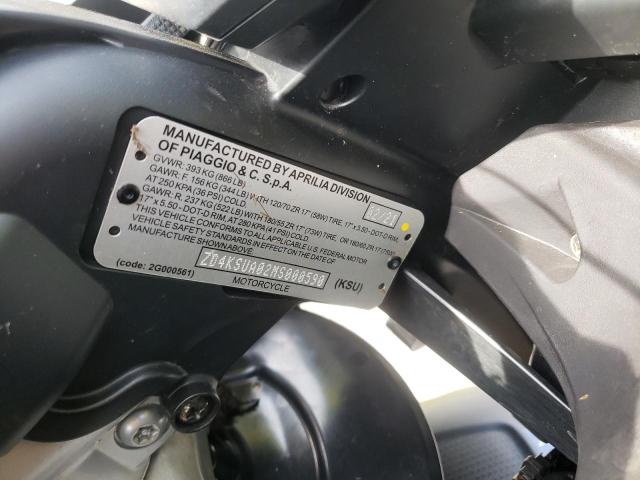 MANUFACTURED BY APRILIA DIVISION
OF PIAGGIO & C. S.p.A. 02/21
GVWR: 393 KG (866 LB)
GAWR: F. 156 KG (344 LB) WITH 120/70 ZR 17" (58W) TIRE, 17" x 3.50 - DOT-D RIM,
AT 250 KPA (36 PSI) COLD.
GAWR: R. 237 KG (522 LB) WITH 180/55 ZR 17" (73W) TIRE, OR 180/60 ZR 17" (75W)
17" x 5.50 - DOT-D RIM, AT 280 KPA (41 PSI) COLD
THIS VEHICLE CONFORMS TO ALL APPLICABLE U.S. FEDERAL MOTOR
VEHICLE SAFETY STANDARDS IN EFFECT ON THE DATE OF
MANUFACTURE SHOWN ABOVE.
ZD4KSUA02MS000590
(code: 2G000561) (KSU)
MOTORCYCLE